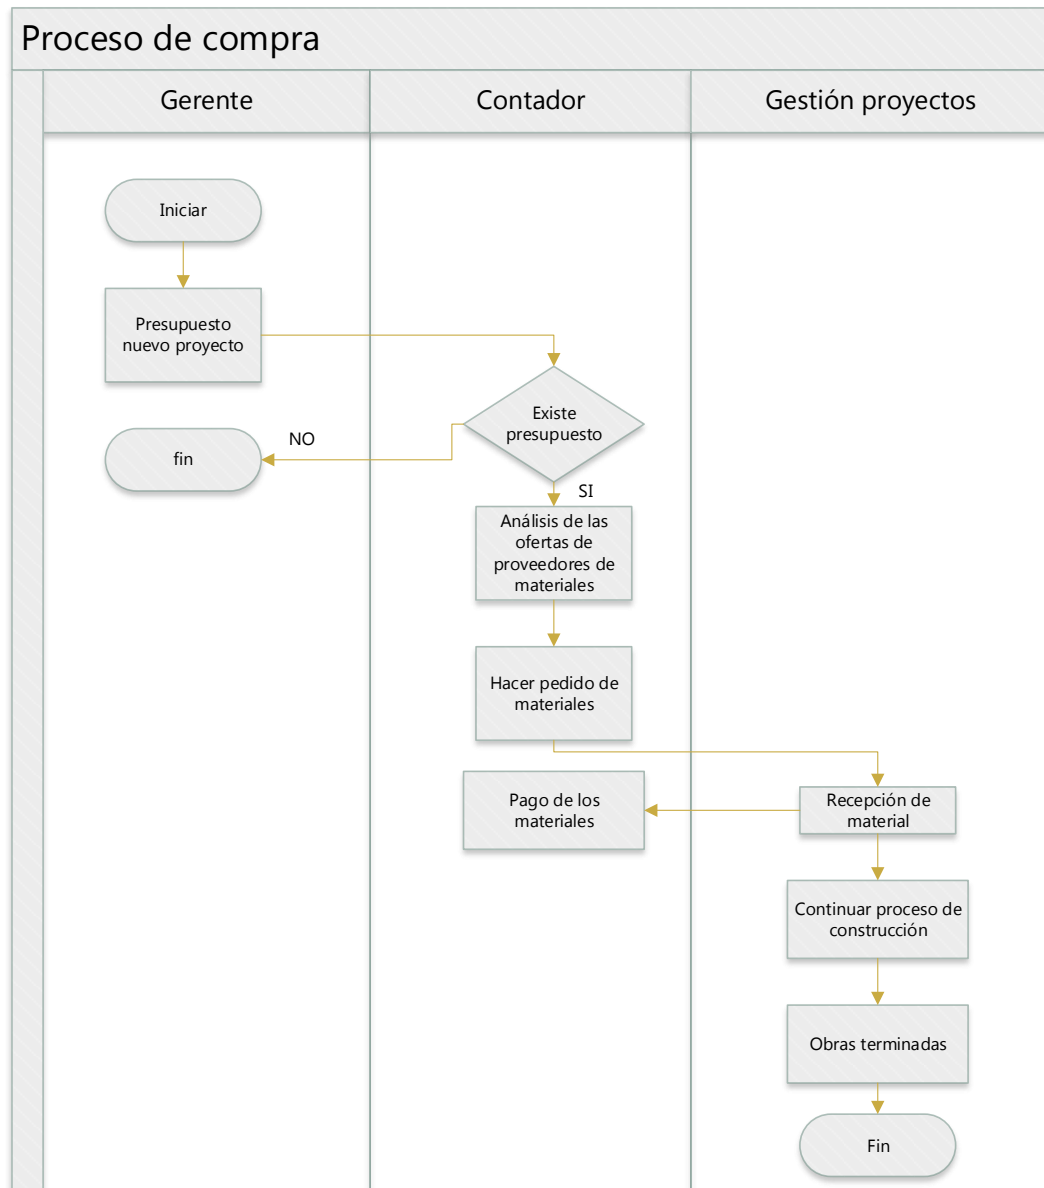 Proceso de compra
Gerente
Contador
Gestión proyectos
Iniciar
Presupuesto
nuevo proyecto
Existe
presupuesto
NO
fin
SI
Análisis de las
ofertas de
proveedores de
materiales
Hacer pedido de
materiales
Pago de los
materiales
Recepción de
material
Continuar proceso de
construcción
Obras terminadas
Fin